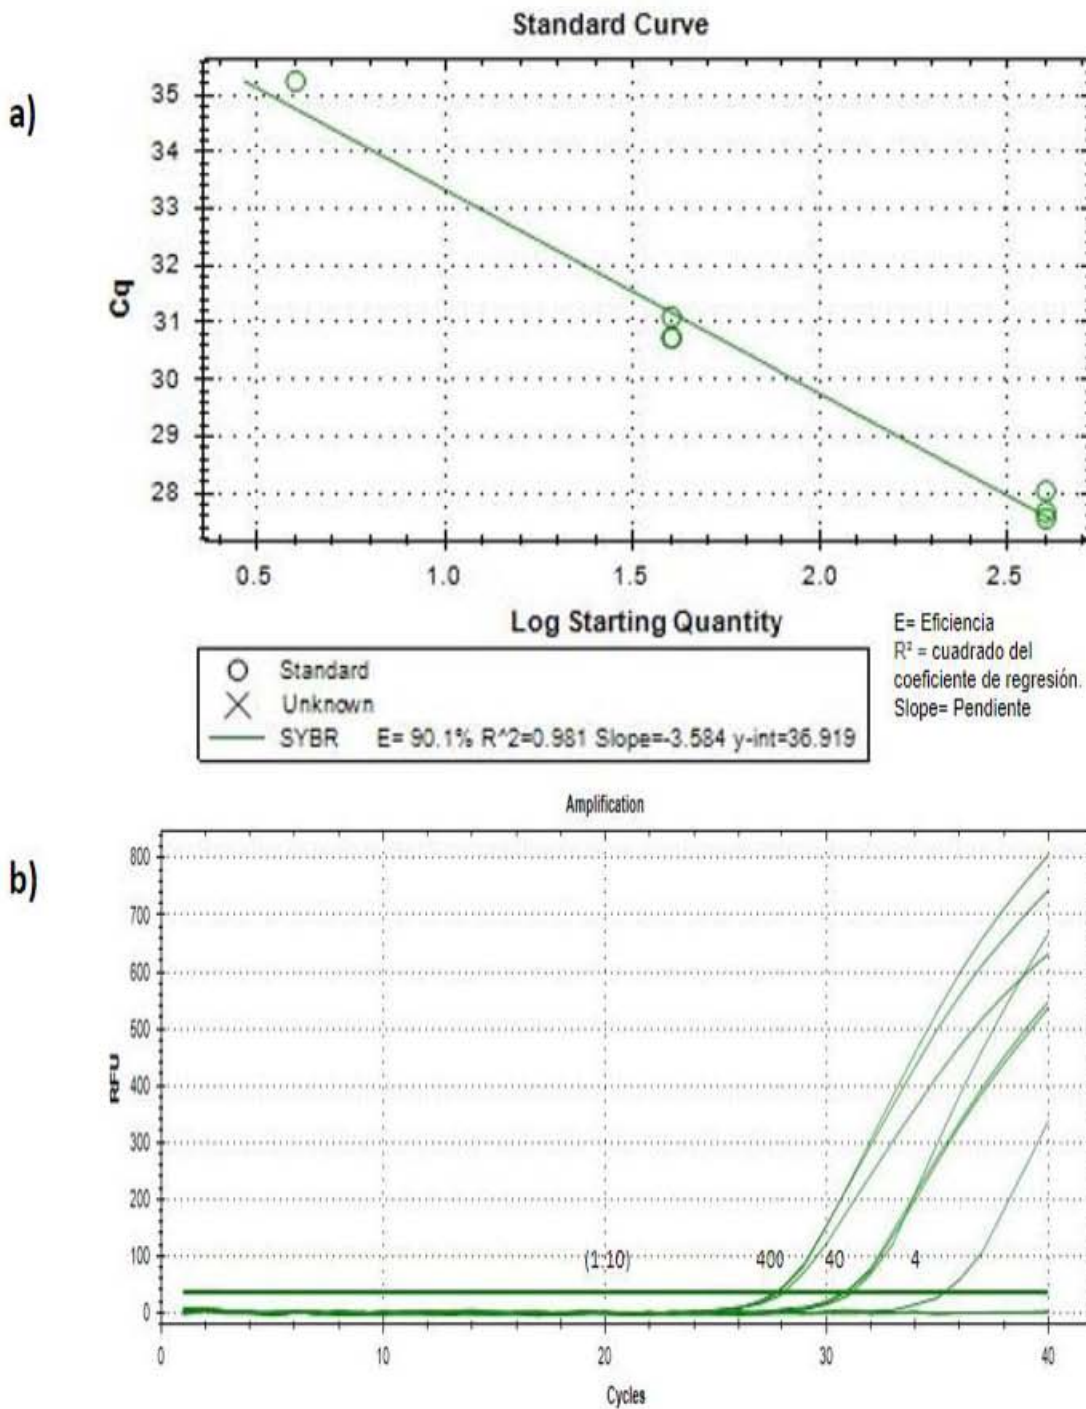 Standard Curve
a)
35
34
33
32
31
30
29
28
Cq
0.5 1.0 1.5 2.0 2.5
Log Starting Quantity
E= Eficiencia
R² = cuadrado del
coeficiente de regresión.
Slope= Pendiente
Standard
Unknown
SYBR E= 90.1% R^2=0.981 Slope=-3.584 y-int=36.919
Amplification
b)
800
700
600
500
400
300
200
100
0
RFU
(1:10) 400 40 4
0 10 20 30 40
Cycles